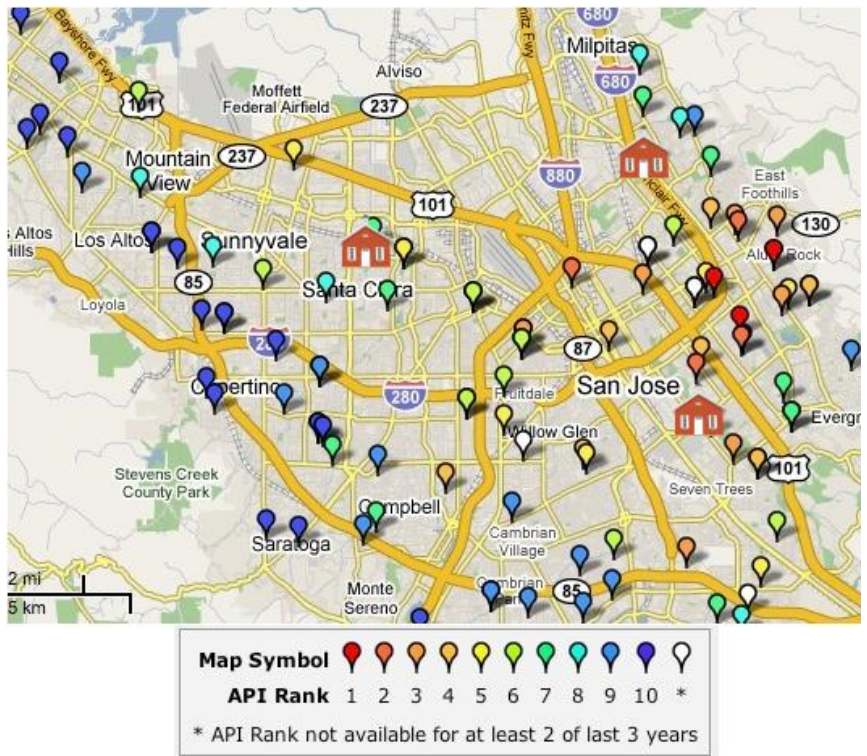 680
Milpitas
Bayshore Fwy
680
Alviso
Moffett
Federal Airfield
237
101
237
Mountain
View
880
East
Foothills
101
130
Los Altos
Sunnyvale
Hills
85
Santa Clara
Loyola
280
87
Cupertino
280
Fruitdale
San Jose
Willow Glen
Stevens Creek
County Park
101
Seven Trees
Campbell
Saratoga
Cambrian
Village
2 mi
5 km
Monte
Sereno
85
Map Symbol
API Rank 1 2 3 4 5 6 7 8 9 10 *
* API Rank not available for at least 2 of last 3 years